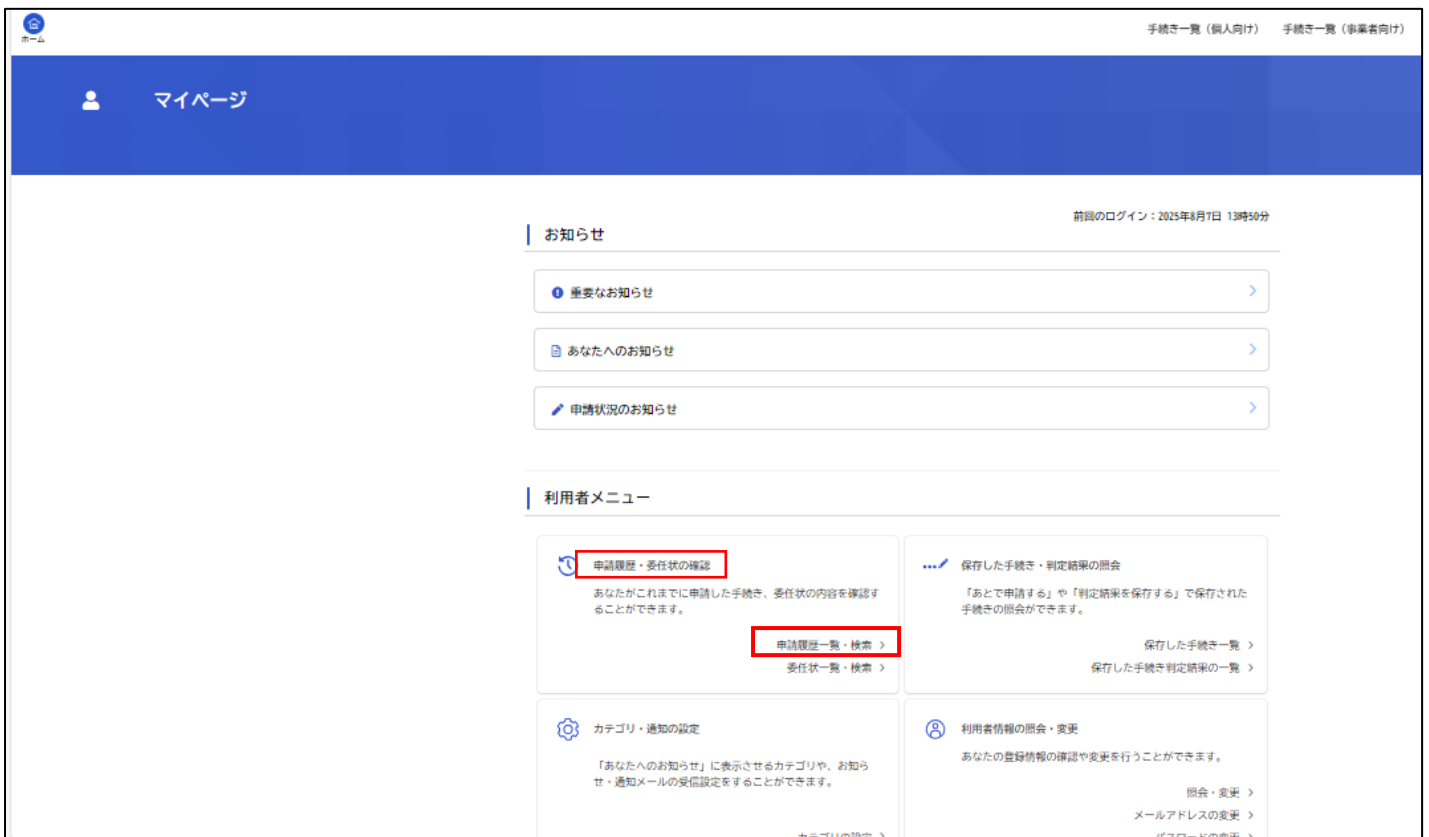 ホーム
手続き一覧（個人向け）
手続き一覧（事業者向け）
マイページ
前回のログイン：2025年8月7日 13時50分
お知らせ
重要なお知らせ
あなたへのお知らせ
申請状況のお知らせ
利用者メニュー
申請履歴・委任状の確認
あなたがこれまでに申請した手続き、委任状の内容を確認す
ることができます。
申請履歴一覧・検索
委任状一覧・検索
保存した手続き・判定結果の照会
「あとで申請する」や「判定結果を保存する」で保存された
手続きの照会ができます。
保存した手続き一覧
保存した手続き判定結果の一覧
カテゴリ・通知の設定
「あなたへのお知らせ」に表示させるカテゴリや、お知ら
せ・通知メールの受信設定をすることができます。
カテゴリの設定
利用者情報の照会・変更
あなたの登録情報の確認や変更を行うことができます。
照会・変更
メールアドレスの変更
パスワードの変更